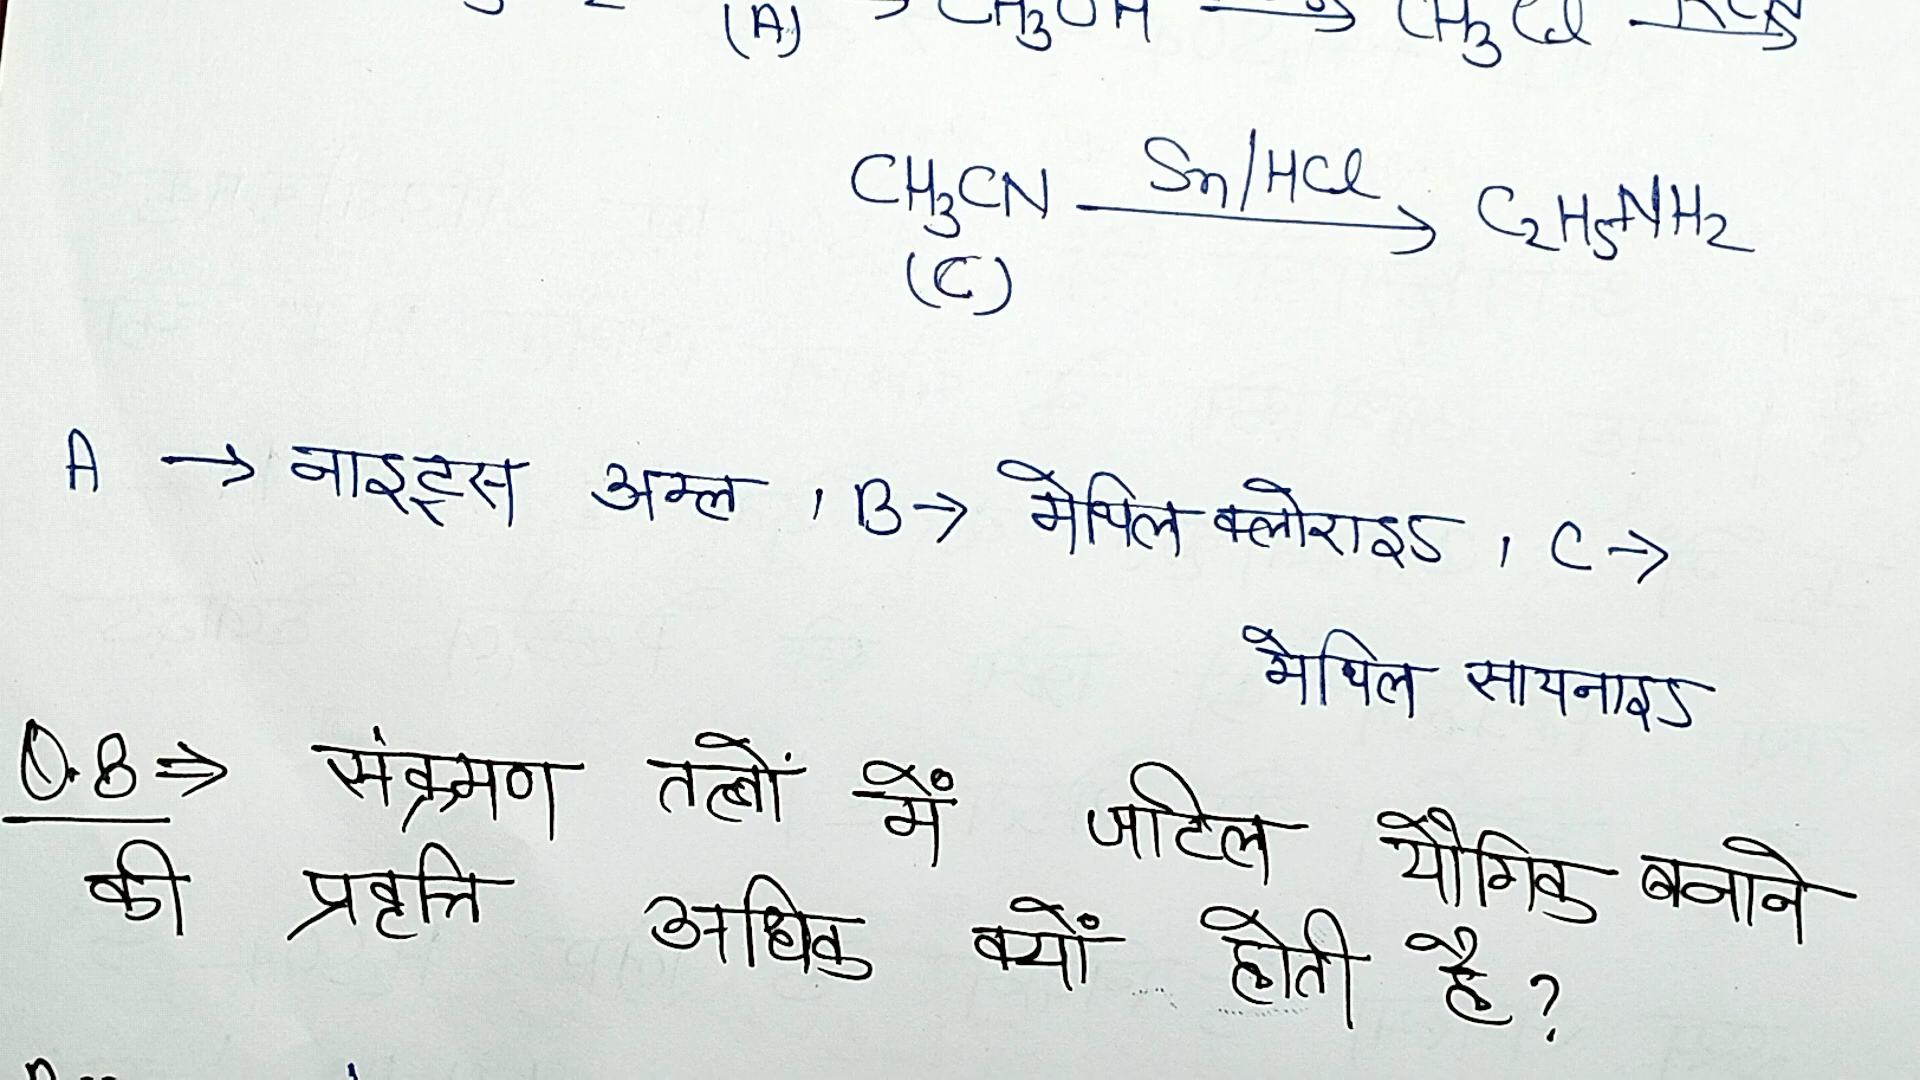 (A) → CH3OH → CH3Cl KCN→
CH3CN Sn/HCl→ C2H5NH2
(C)
A → नाइट्रस अम्ल , B → मेथिल क्लोराइड , C →
मेथिल सायनाइड
Q.8 ⇒ संक्रमण तत्वों में जटिल यौगिक बनाने
की प्रवृत्ति अधिक क्यों होती है ?